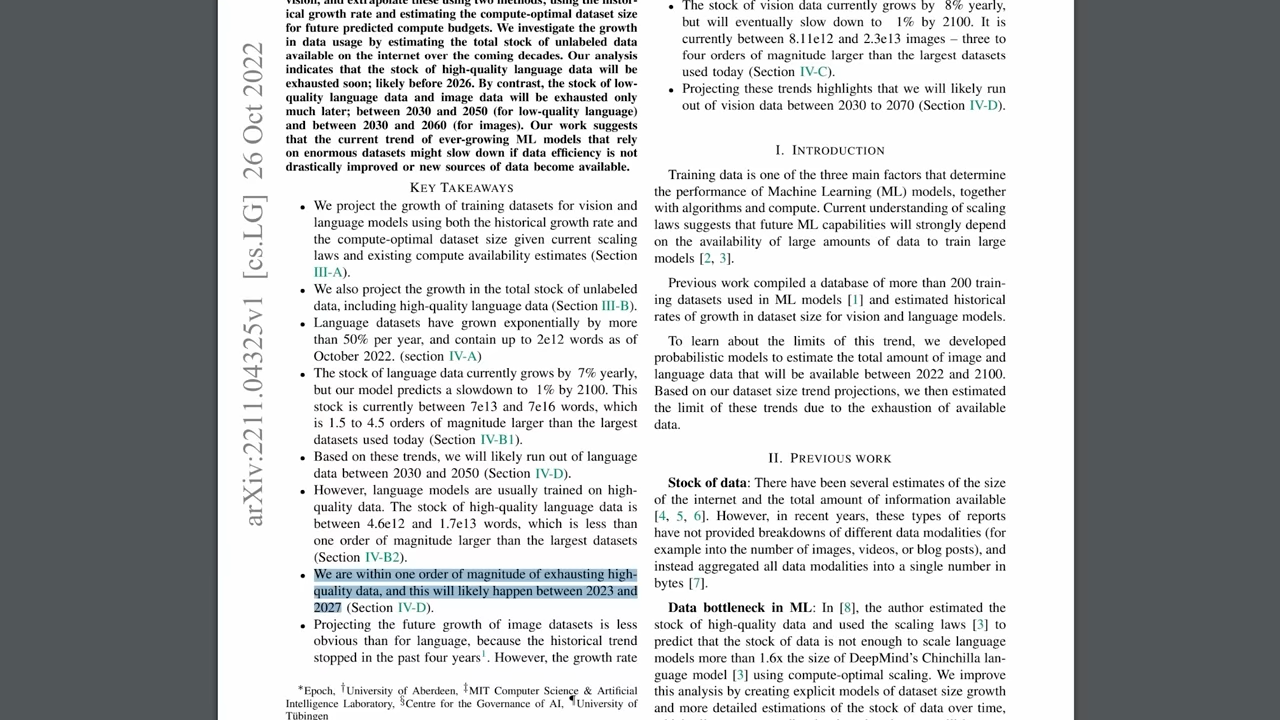 arXiv:2211.04325v1 [cs.LG] 26 Oct 2022
vision, and extrapolate these using two methods; using the histor-
ical growth rate and estimating the compute-optimal dataset size
for future predicted compute budgets. We investigate the growth
in data usage by estimating the total stock of unlabeled data
available on the internet over the coming decades. Our analysis
indicates that the stock of high-quality language data will be
exhausted soon; likely before 2026. By contrast, the stock of low-
quality language data and image data will be exhausted only
much later; between 2030 and 2050 (for low-quality language)
and between 2030 and 2060 (for images). Our work suggests
that the current trend of ever-growing ML models that rely
on enormous datasets might slow down if data efficiency is not
drastically improved or new sources of data become available.
KEY TAKEAWAYS
• We project the growth of training datasets for vision and
language models using both the historical growth rate and
the compute-optimal dataset size given current scaling
laws and existing compute availability estimates (Section
III-A).
• We also project the growth in the total stock of unlabeled
data, including high-quality language data (Section III-B).
• Language datasets have grown exponentially by more
than 50% per year, and contain up to 2e12 words as of
October 2022. (section IV-A)
• The stock of language data currently grows by 7% yearly,
but our model predicts a slowdown to 1% by 2100. This
stock is currently between 7e13 and 7e16 words, which
is 1.5 to 4.5 orders of magnitude larger than the largest
datasets used today (Section IV-B1).
• Based on these trends, we will likely run out of language
data between 2030 and 2050 (Section IV-D).
• However, language models are usually trained on high-
quality data. The stock of high-quality language data is
between 4.6e12 and 1.7e13 words, which is less than
one order of magnitude larger than the largest datasets
(Section IV-B2).
• We are within one order of magnitude of exhausting high-
quality data, and this will likely happen between 2023 and
2027 (Section IV-D).
• Projecting the future growth of image datasets is less
obvious than for language, because the historical trend
stopped in the past four years¹. However, the growth rate
*Epoch, †University of Aberdeen, ‡MIT Computer Science & Artificial
Intelligence Laboratory, §Centre for the Governance of AI, ¶University of
Tübingen
• The stock of vision data currently grows by 8% yearly,
but will eventually slow down to 1% by 2100. It is
currently between 8.11e12 and 2.3e13 images – three to
four orders of magnitude larger than the largest datasets
used today (Section IV-C).
• Projecting these trends highlights that we will likely run
out of vision data between 2030 to 2070 (Section IV-D).
I. INTRODUCTION
Training data is one of the three main factors that determine
the performance of Machine Learning (ML) models, together
with algorithms and compute. Current understanding of scaling
laws suggests that future ML capabilities will strongly depend
on the availability of large amounts of data to train large
models [2, 3].
Previous work compiled a database of more than 200 train-
ing datasets used in ML models [1] and estimated historical
rates of growth in dataset size for vision and language models.
To learn about the limits of this trend, we developed
probabilistic models to estimate the total amount of image and
language data that will be available between 2022 and 2100.
Based on our dataset size trend projections, we then estimated
the limit of these trends due to the exhaustion of available
data.
II. PREVIOUS WORK
Stock of data: There have been several estimates of the size
of the internet and the total amount of information available
[4, 5, 6]. However, in recent years, these types of reports
have not provided breakdowns of different data modalities (for
example into the number of images, videos, or blog posts), and
instead aggregated all data modalities into a single number in
bytes [7].
Data bottleneck in ML: In [8], the author estimated the
stock of high-quality data and used the scaling laws [3] to
predict that the stock of data is not enough to scale language
models more than 1.6x the size of DeepMind's Chinchilla lan-
guage model [3] using compute-optimal scaling. We improve
this analysis by creating explicit models of dataset size growth
and more detailed estimations of the stock of data over time,